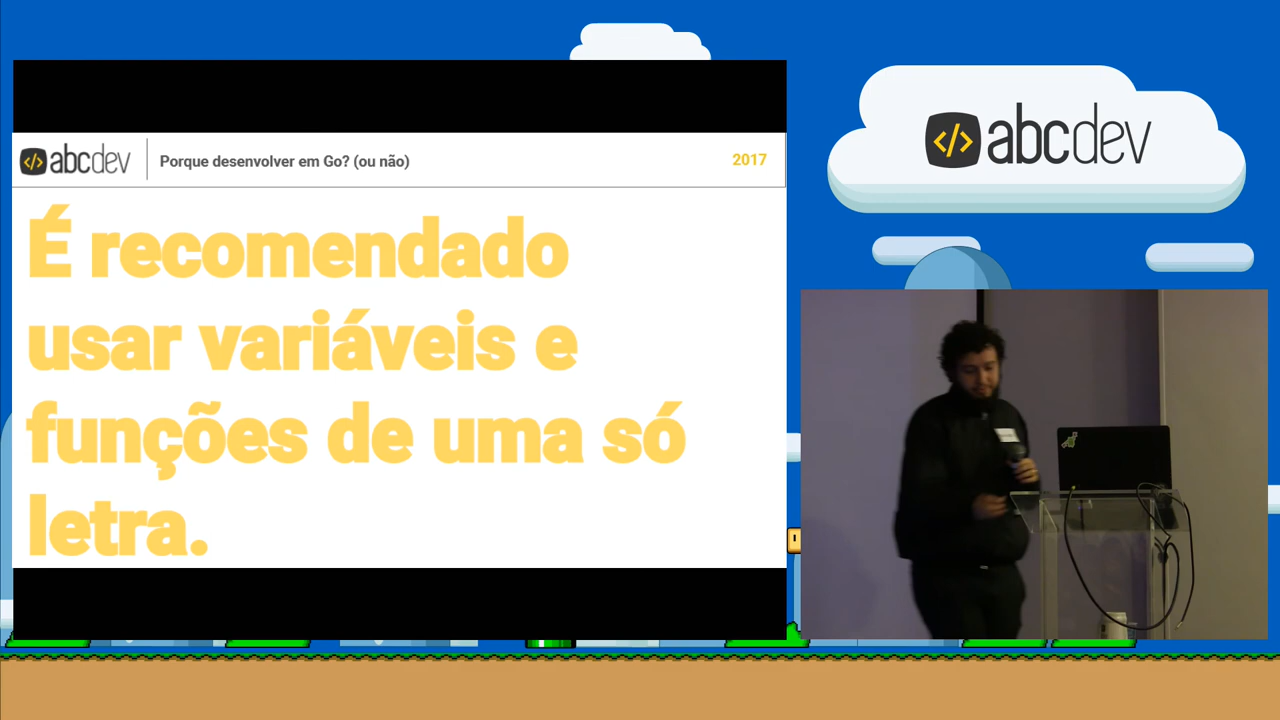 abcdev
Porque desenvolver em Go? (ou não)
2017
É recomendado
usar variáveis e
funções de uma só
letra.
</> abcdev